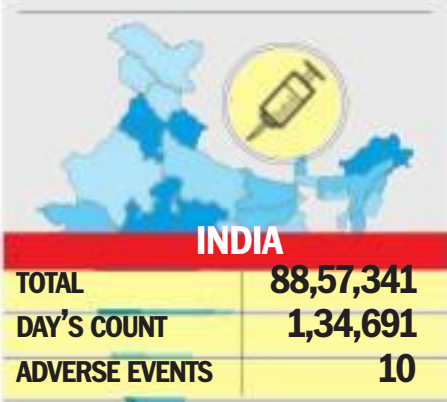 INDIA
TOTAL 88,57,341
DAY'S COUNT 1,34,691
ADVERSE EVENTS 10